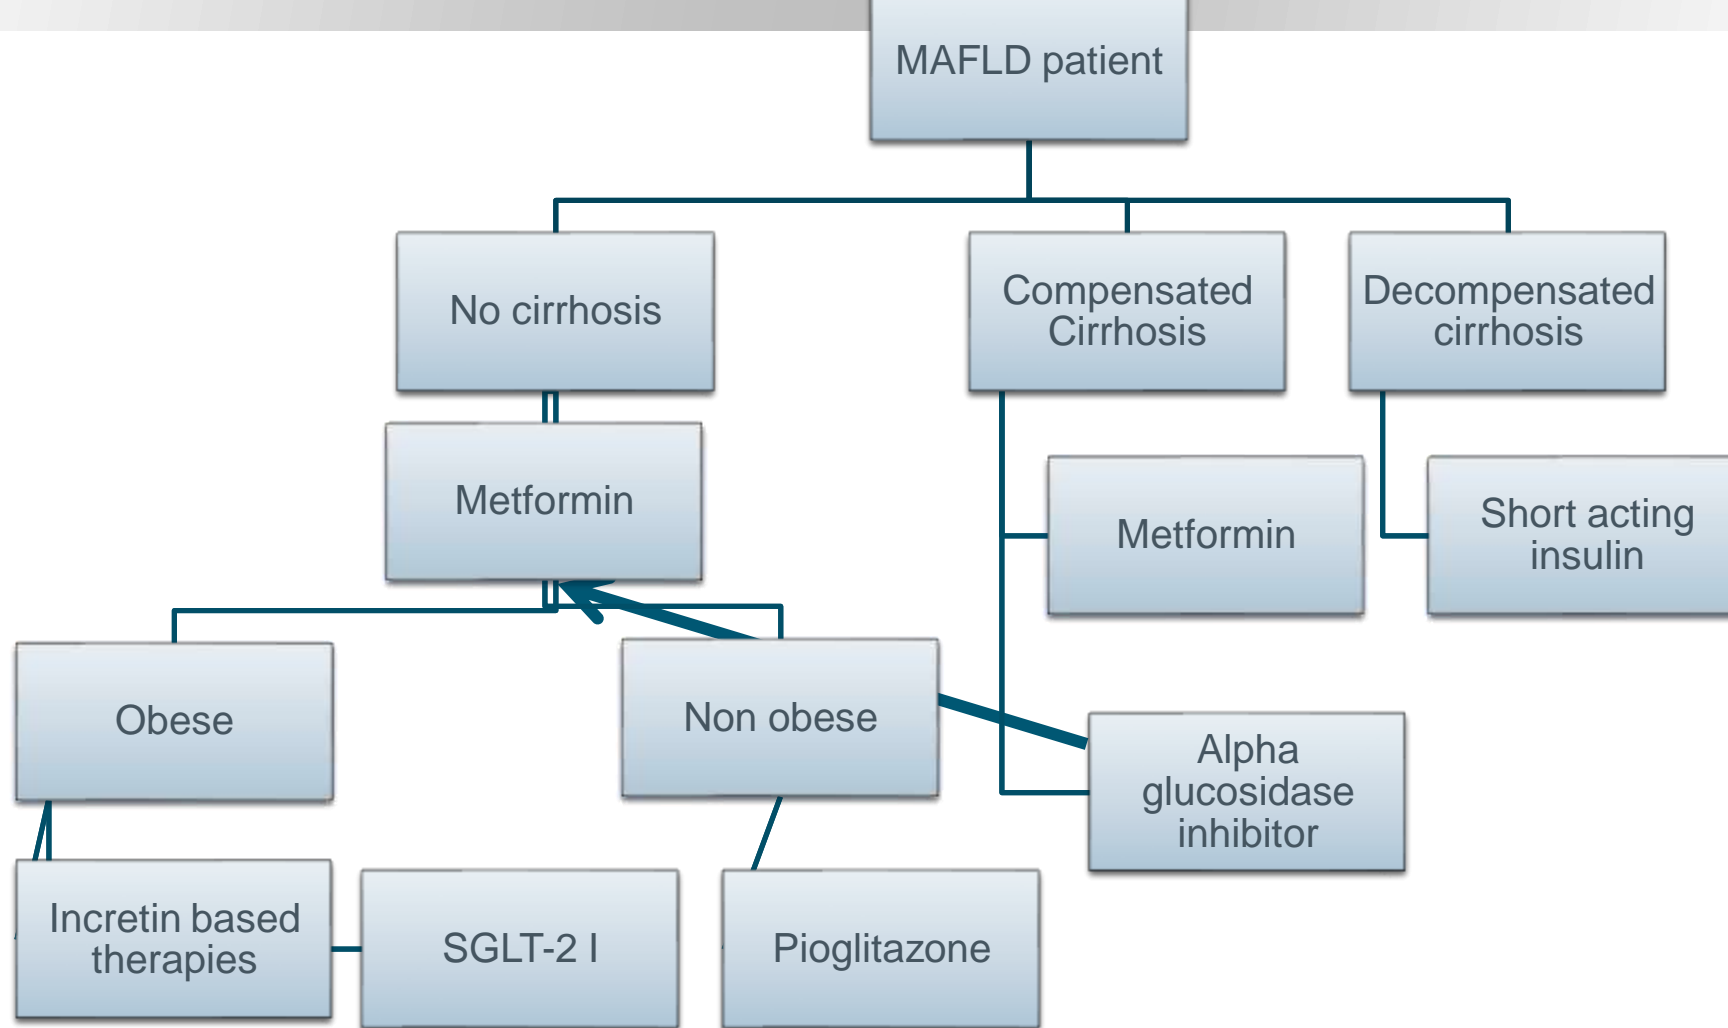 MAFLD patient
No cirrhosis
Compensated
Cirrhosis
Decompensated
cirrhosis
Metformin
Metformin
Short acting
insulin
Obese
Non obese
Alpha
glucosidase
inhibitor
Incretin based
therapies
SGLT-2 I
Pioglitazone